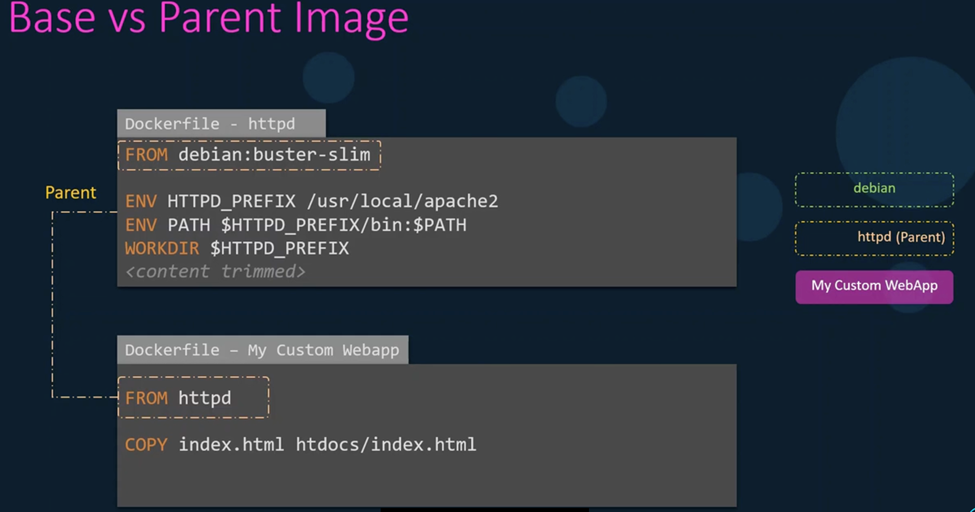 Base vs Parent Image
Dockerfile - httpd
FROM debian:buster-slim
Parent
ENV HTTPD_PREFIX /usr/local/apache2
ENV PATH $HTTPD_PREFIX/bin:$PATH
WORKDIR $HTTPD_PREFIX
<content trimmed>
debian
httpd (Parent)
My Custom WebApp
Dockerfile – My Custom Webapp
FROM httpd
COPY index.html htdocs/index.html